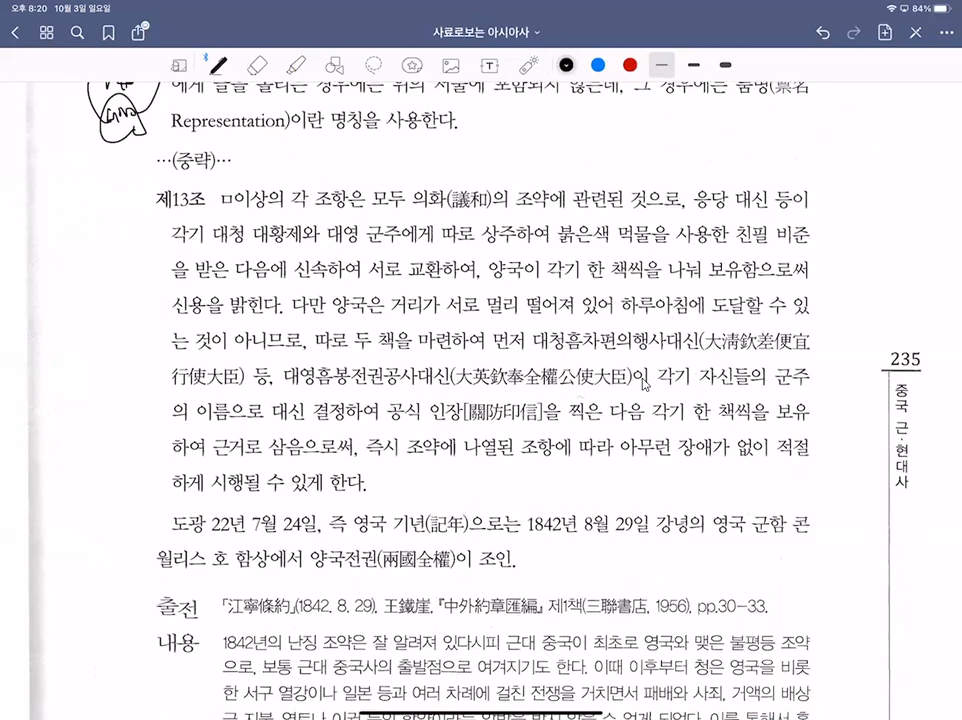 오후 8:20 10월 3일 일요일
84%
사료로보는 아시아사
Representation)이란 명칭을 사용한다.
…(중략)…
제13조 ㅁ이상의 각 조항은 모두 의화(議和)의 조약에 관련된 것으로, 응당 대신 등이
각기 대청 대황제와 대영 군주에게 따로 상주하여 붉은색 먹물을 사용한 친필 비준
을 받은 다음에 신속하여 서로 교환하여, 양국이 각기 한 책씩을 나눠 보유함으로써
신용을 밝힌다. 다만 양국은 거리가 서로 멀리 떨어져 있어 하루아침에 도달할 수 있
는 것이 아니므로, 따로 두 책을 마련하여 먼저 대청흠차편의행사대신(大淸欽差便宜
行使大臣) 등, 대영흠봉전권공사대신(大英欽奉全權公使大臣)이 각기 자신들의 군주
의 이름으로 대신 결정하여 공식 인장[關防印信]을 찍은 다음 각기 한 책씩을 보유
하여 근거로 삼음으로써, 즉시 조약에 나열된 조항에 따라 아무런 장애가 없이 적절
하게 시행될 수 있게 한다.
도광 22년 7월 24일, 즉 영국 기년(記年)으로는 1842년 8월 29일 강녕의 영국 군함 콘
월리스 호 함상에서 양국전권(兩國全權)이 조인.
출전 「江寧條約」(1842. 8. 29). 王鐵崖, 『中外約章匯編』 제1책(三聯書店, 1956), pp.30–33.
내용 1842년의 난징 조약은 잘 알려져 있다시피 근대 중국이 최초로 영국와 맺은 불평등 조약
으로, 보통 근대 중국사의 출발점으로 여겨지기도 한다. 이때 이후부터 청은 영국을 비롯
한 서구 열강이나 일본 등과 여러 차례에 걸친 전쟁을 거치면서 패배와 사죄, 거액의 배상
235
중국 근·현대사